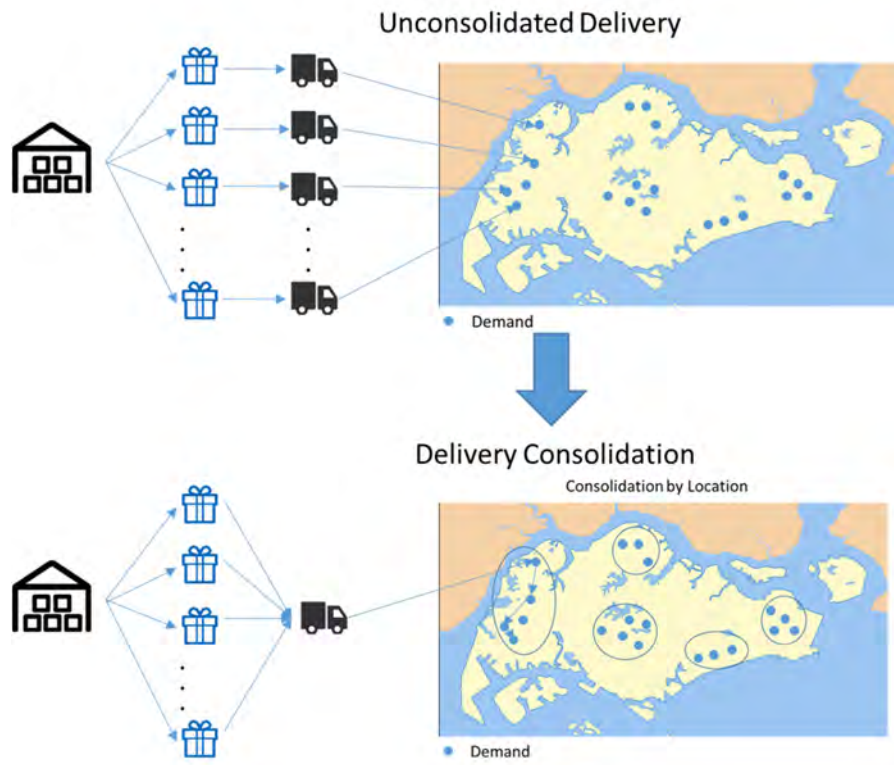 Unconsolidated Delivery
Demand
Delivery Consolidation
Consolidation by Location
Demand